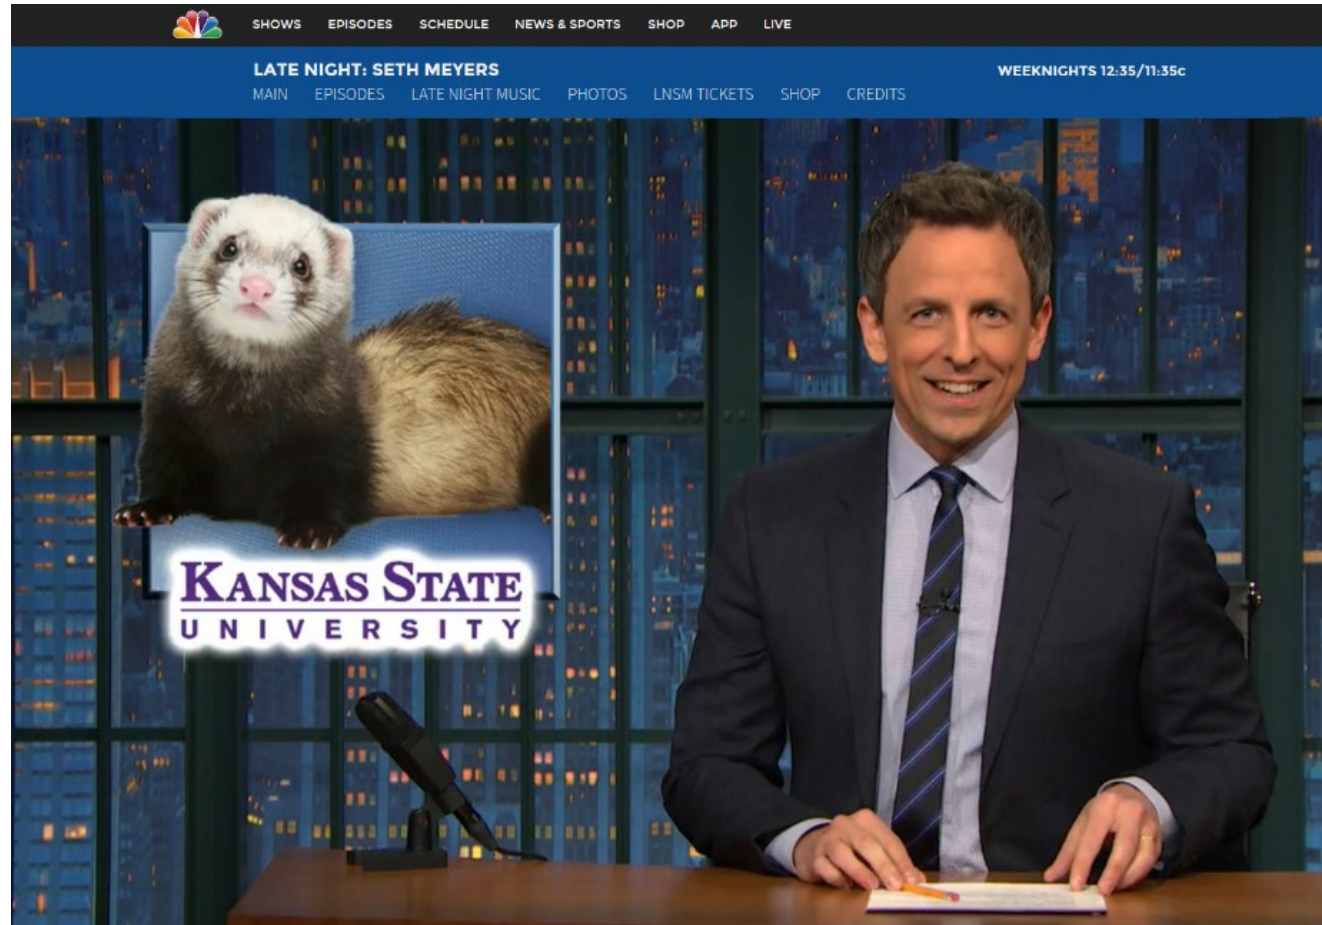 SHOWS EPISODES SCHEDULE NEWS & SPORTS SHOP APP LIVE
LATE NIGHT: SETH MEYERS WEEKNIGHTS 12:35/11:35c
MAIN EPISODES LATE NIGHT MUSIC PHOTOS LNSM TICKETS SHOP CREDITS
KANSAS STATE
UNIVERSITY